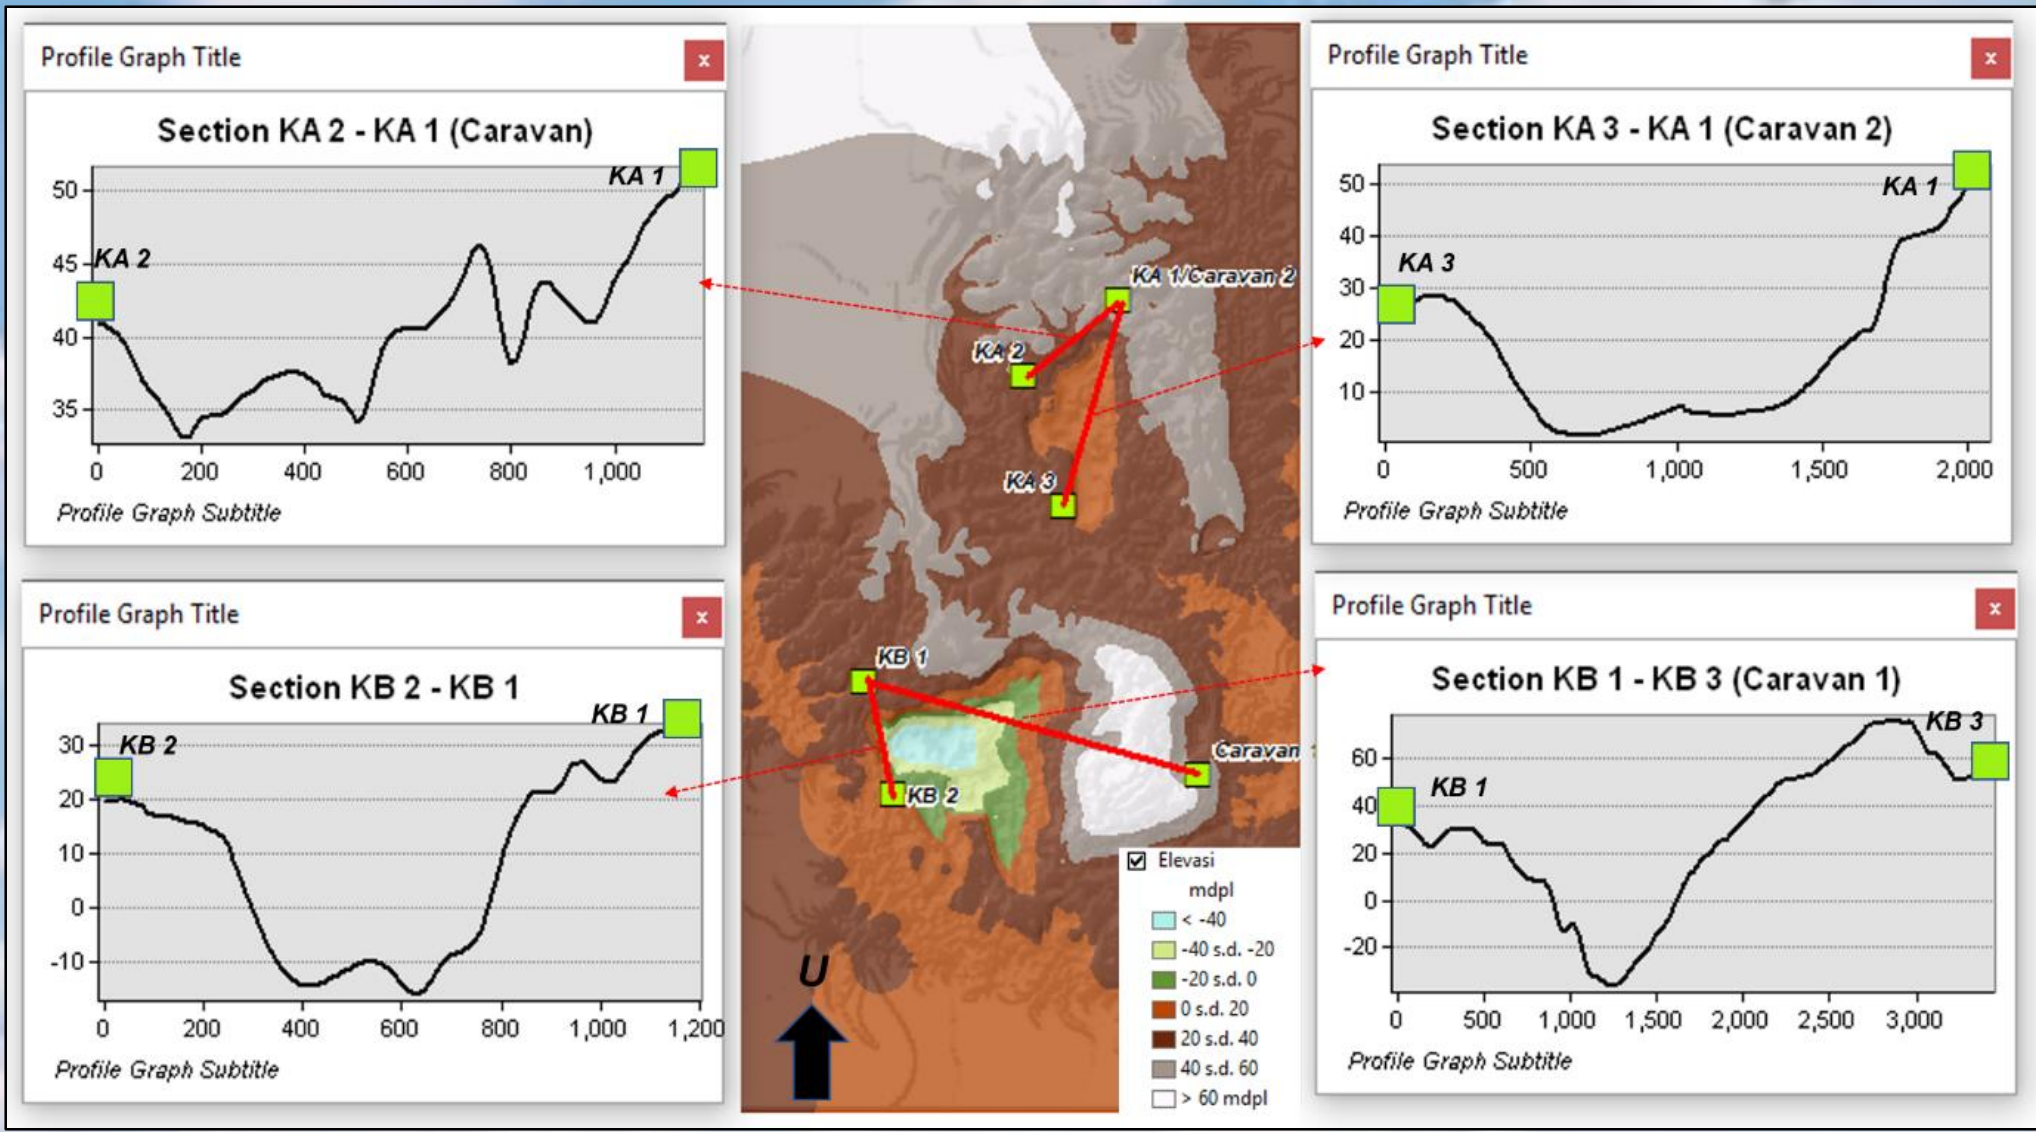 Profile Graph Title
x
Section KA 2 - KA 1 (Caravan)
KA 1
KA 2
50
45
40
35
0 200 400 600 800 1,000
Profile Graph Subtitle
Profile Graph Title
x
Section KB 2 - KB 1
KB 1
KB 2
30
20
10
0
-10
0 200 400 600 800 1,000 1,200
Profile Graph Subtitle
KA 1/Caravan 2
KA 2
KA 3
KB 1
Caravan 1
KB 2
U
Elevasi
mdpl
< -40
-40 s.d. -20
-20 s.d. 0
0 s.d. 20
20 s.d. 40
40 s.d. 60
> 60 mdpl
Profile Graph Title
x
Section KA 3 - KA 1 (Caravan 2)
KA 1
KA 3
50
40
30
20
10
0 500 1,000 1,500 2,000
Profile Graph Subtitle
Profile Graph Title
x
Section KB 1 - KB 3 (Caravan 1)
KB 3
KB 1
60
40
20
0
-20
0 500 1,000 1,500 2,000 2,500 3,000
Profile Graph Subtitle